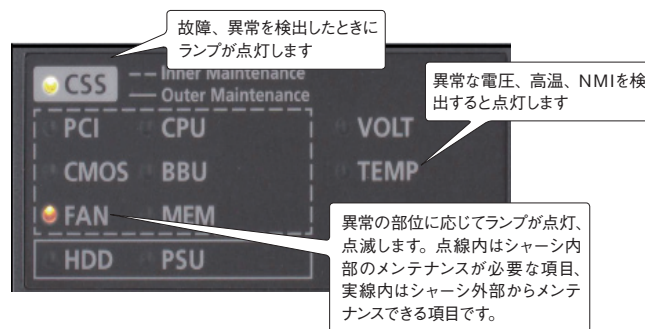 故障、異常を検出したときに
ランプが点灯します
CSS
Inner Maintenance
Outer Maintenance
異常な電圧、高温、NMIを検
出すると点灯します
PCI CPU VOLT
CMOS BBU TEMP
FAN MEM
HDD PSU
異常の部位に応じてランプが点灯、
点滅します。点線内はシャーシ内
部のメンテナンスが必要な項目、
実線内はシャーシ外部からメンテ
ナンスできる項目です。